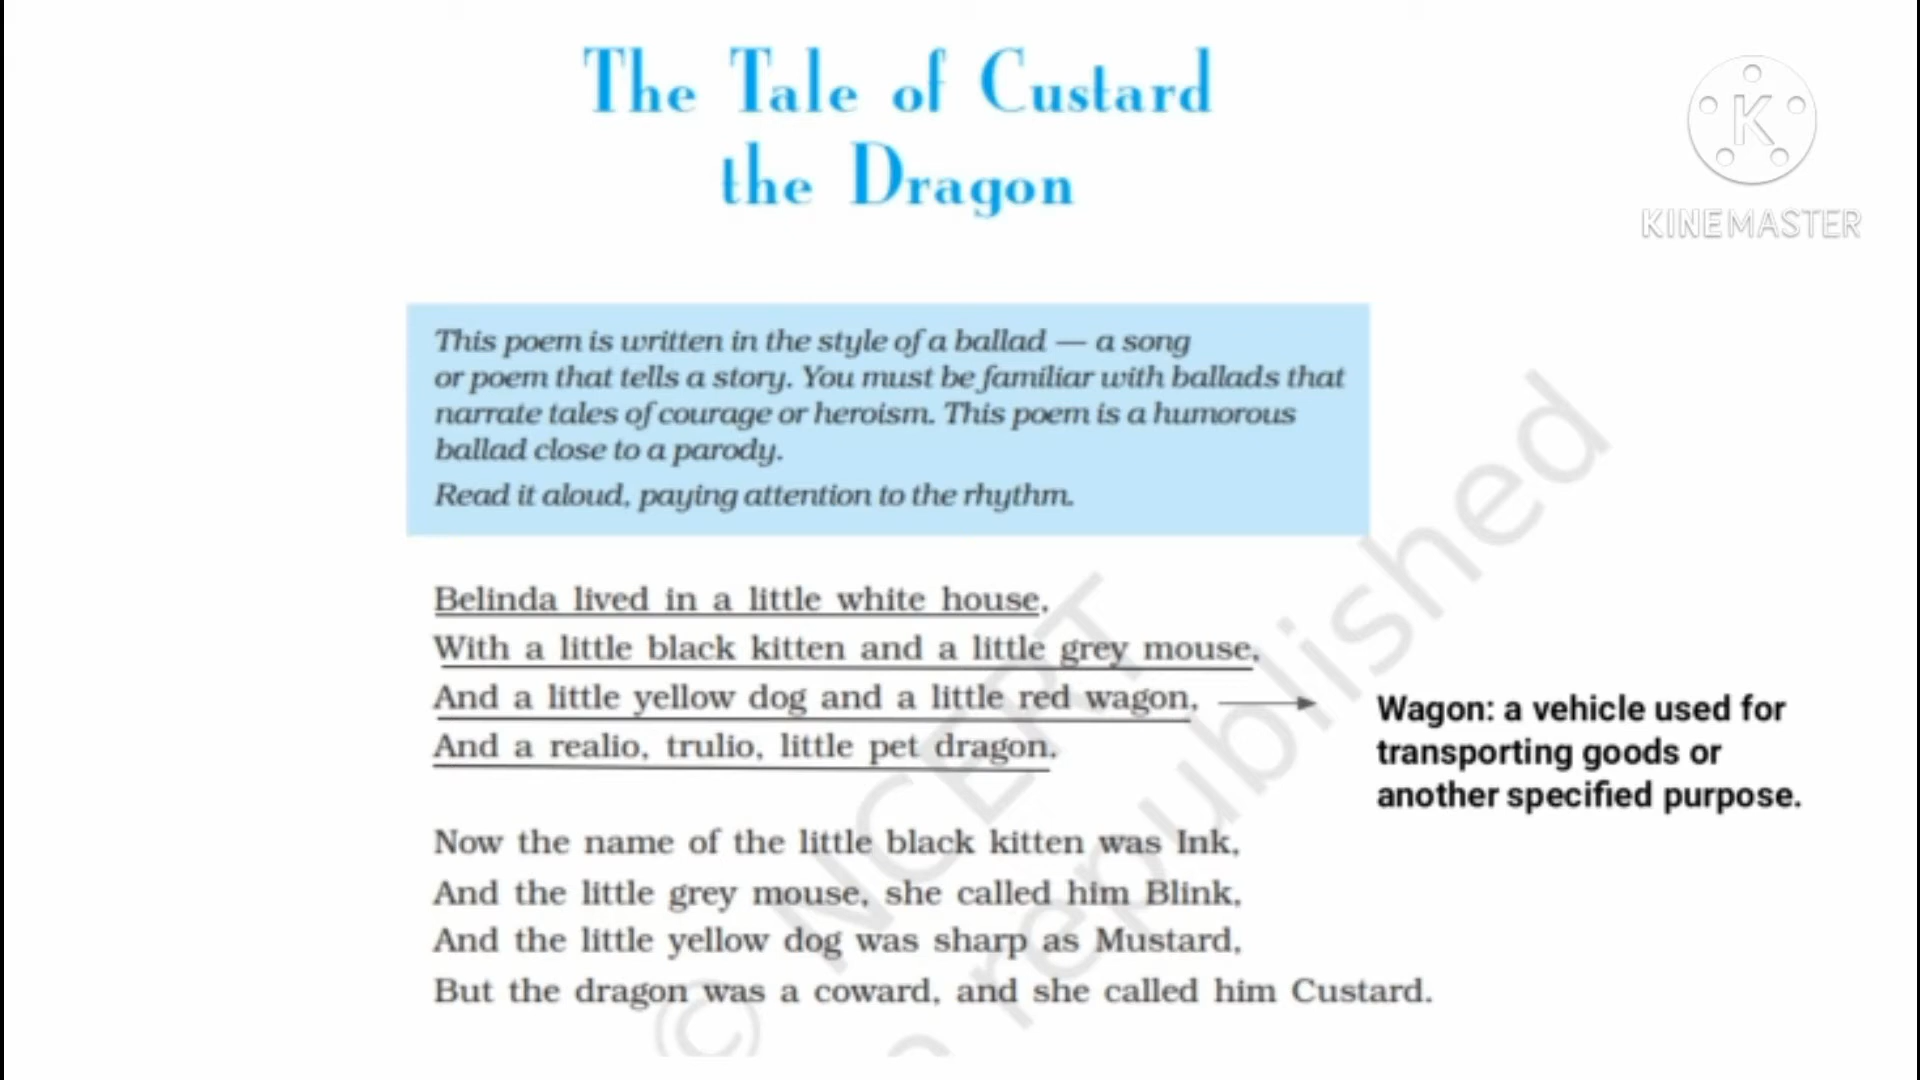 The Tale of Custard
the Dragon
K
KINEMASTER
This poem is written in the style of a ballad — a song
or poem that tells a story. You must be familiar with ballads that
narrate tales of courage or heroism. This poem is a humorous
ballad close to a parody.
Read it aloud, paying attention to the rhythm.
Belinda lived in a little white house,
With a little black kitten and a little grey mouse,
And a little yellow dog and a little red wagon,
And a realio, trulio, little pet dragon.
Wagon: a vehicle used for
transporting goods or
another specified purpose.
Now the name of the little black kitten was Ink,
And the little grey mouse, she called him Blink,
And the little yellow dog was sharp as Mustard,
But the dragon was a coward, and she called him Custard.
© NCERT
republished